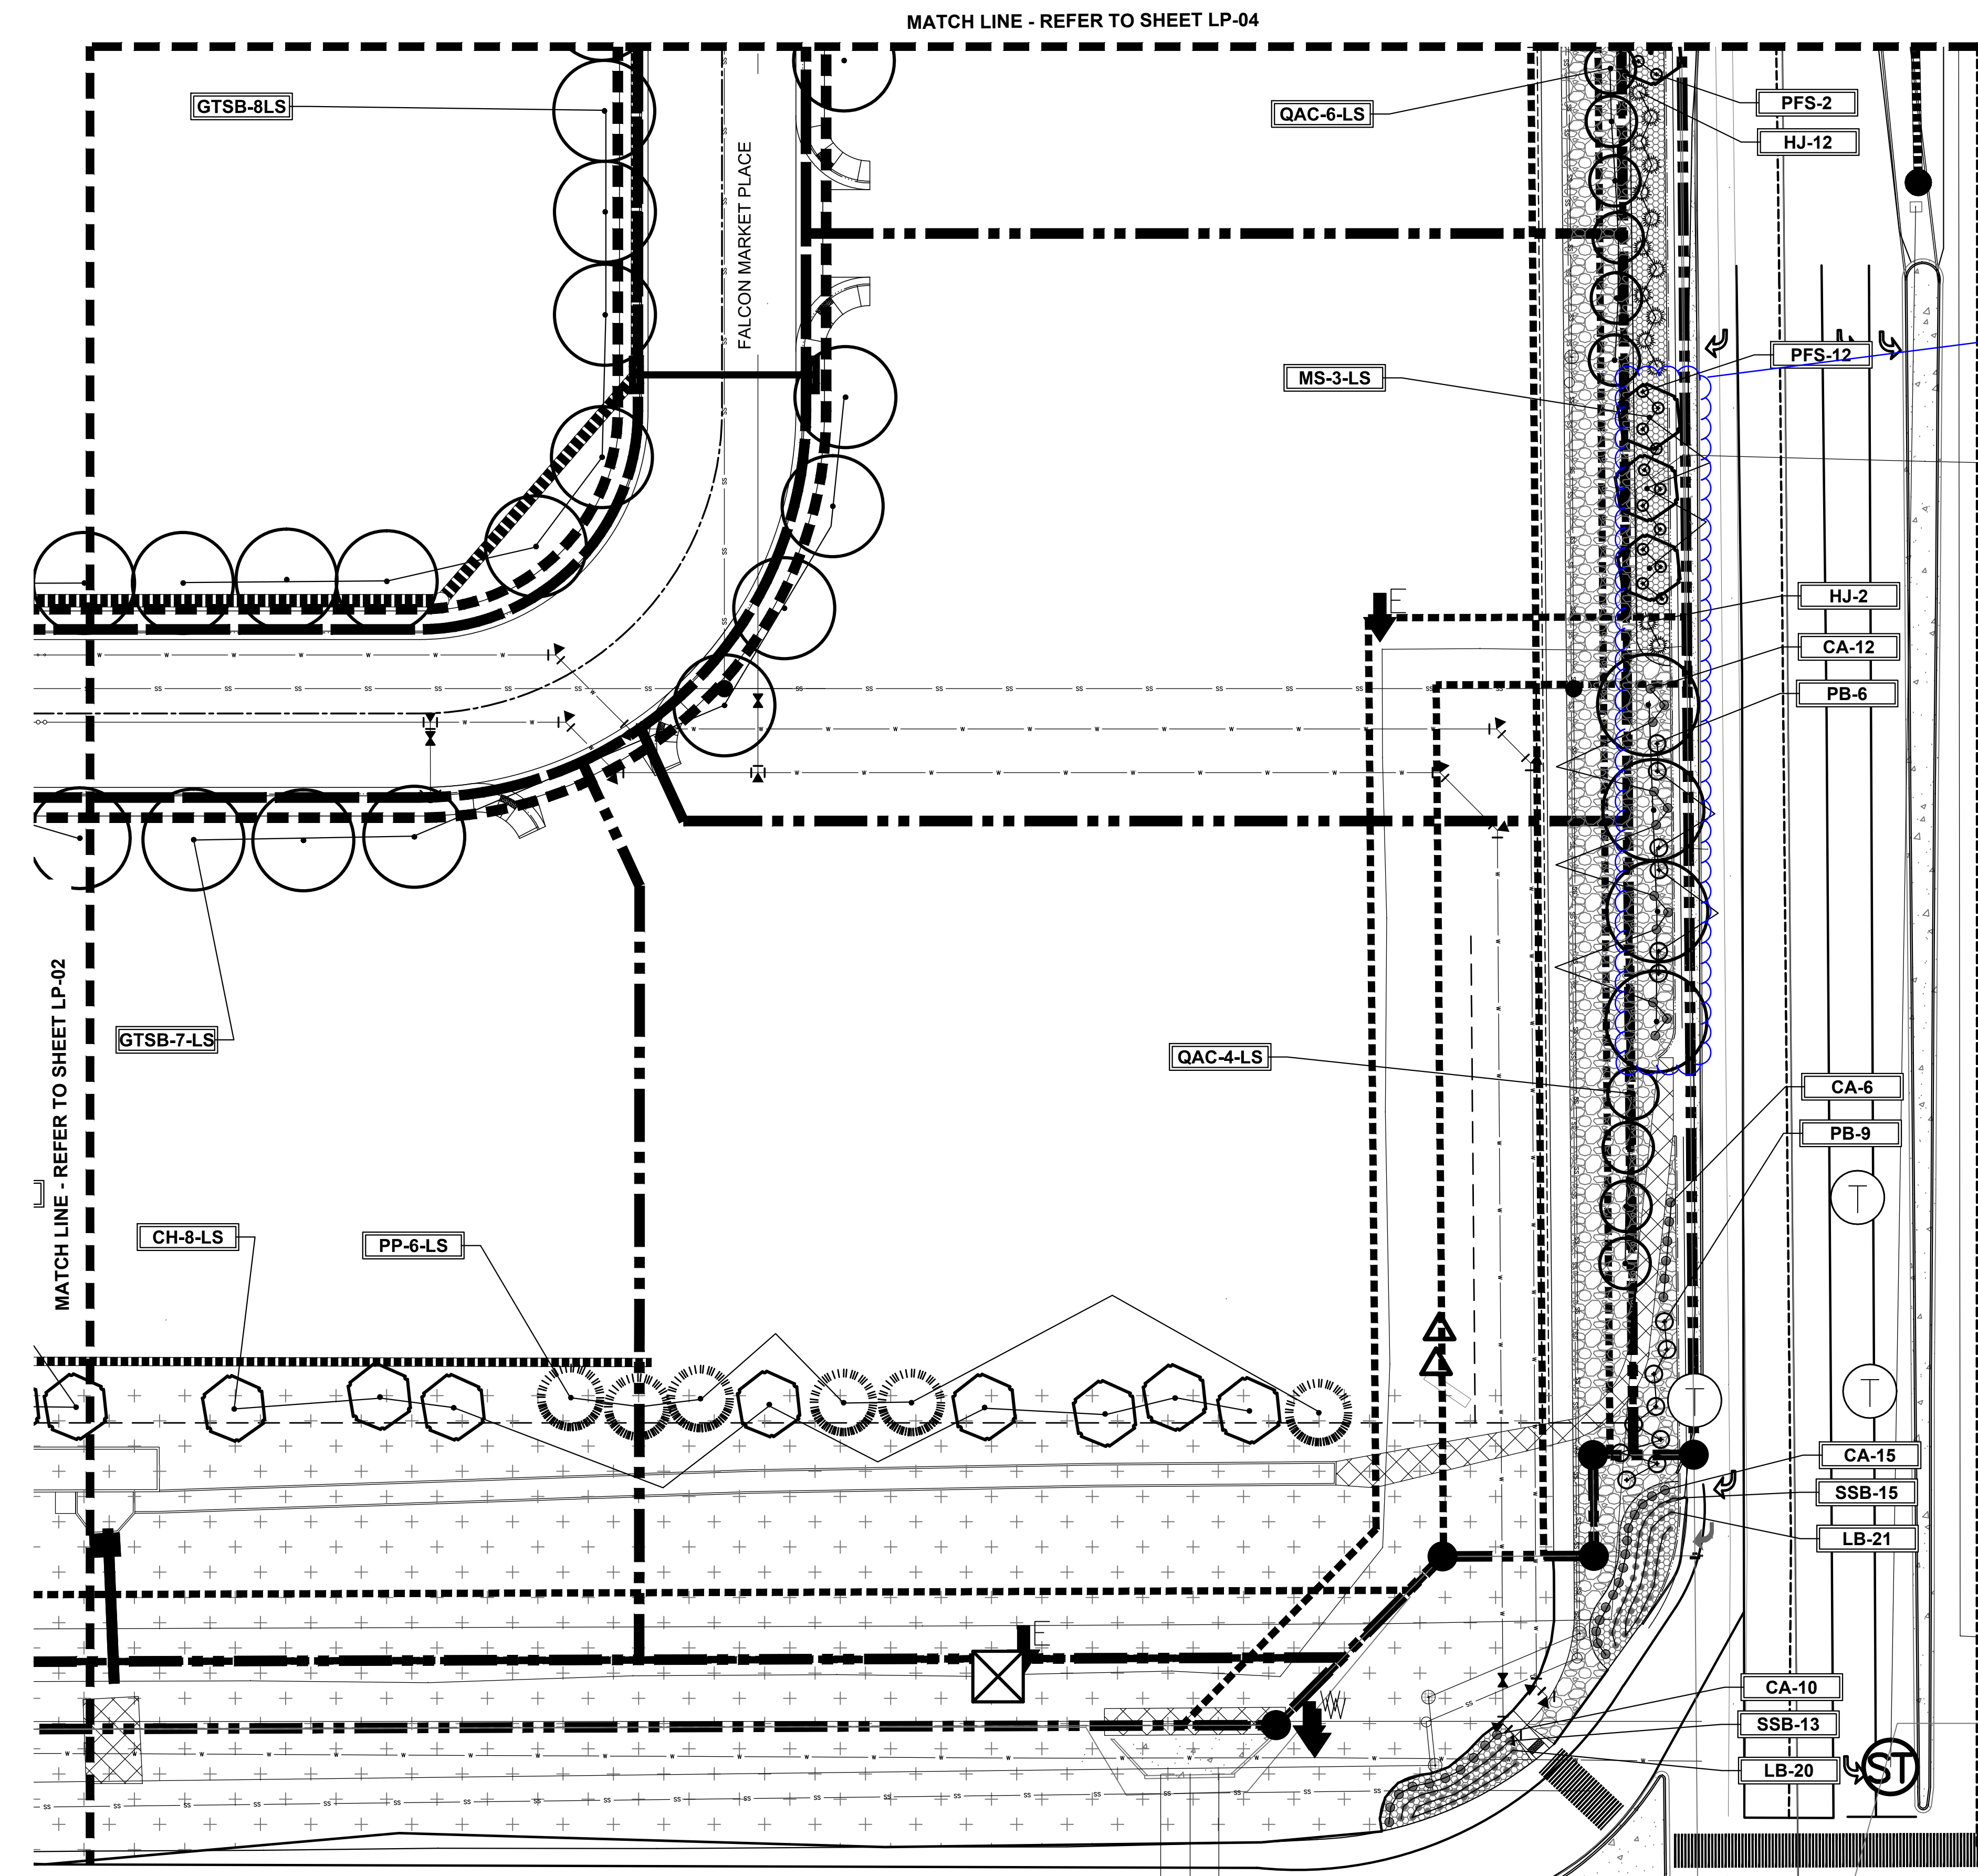 MATCH LINE - REFER TO SHEET LP-04
GTSB-8LS
FALCON MARKET PLACE
QAC-6-LS
PFS-2
HJ-12
PFS-12
MS-3-LS
E
HJ-2
CA-12
PB-6
GTSB-7-LS
MATCH LINE - REFER TO SHEET LP-02
QAC-4-LS
CA-6
PB-9
T
CH-8-LS
PP-6-LS
T
T
CA-15
SSB-15
LB-21
E
W
CA-10
SSB-13
LB-20
ST